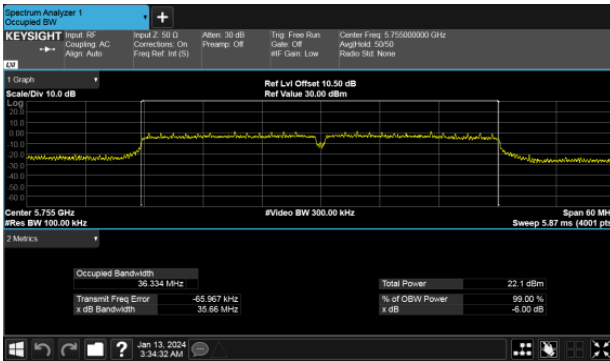 Spectrum Analyzer 1
Occupied BW
KEYSIGHT
Input: RF
Coupling: AC
Align: Auto
Input Z: 50 Ω
Corrections: On
Freq Ref: Int (S)
Atten: 30 dB
Preamp: Off
Trig: Free Run
Gate: Off
#IF Gain: Low
Center Freq: 5.755000000 GHz
Avg|Hold: 50/50
Radio Std: None
LXI
1 Graph
Scale/Div 10.0 dB
Ref Lvl Offset 10.50 dB
Ref Value 30.00 dBm
Log
20.0
10.0
0.00
-10.0
-20.0
-30.0
-40.0
-50.0
-60.0
Center 5.755 GHz
#Res BW 100.00 kHz
#Video BW 300.00 kHz
Span 60 MH
Sweep 5.87 ms (4001 pts
2 Metrics
Occupied Bandwidth
36.334 MHz
Transmit Freq Error -65.967 kHz
x dB Bandwidth 35.66 MHz
Total Power 22.1 dBm
% of OBW Power 99.00 %
x dB -6.00 dB
?
Jan 13, 2024
3:34:32 AM